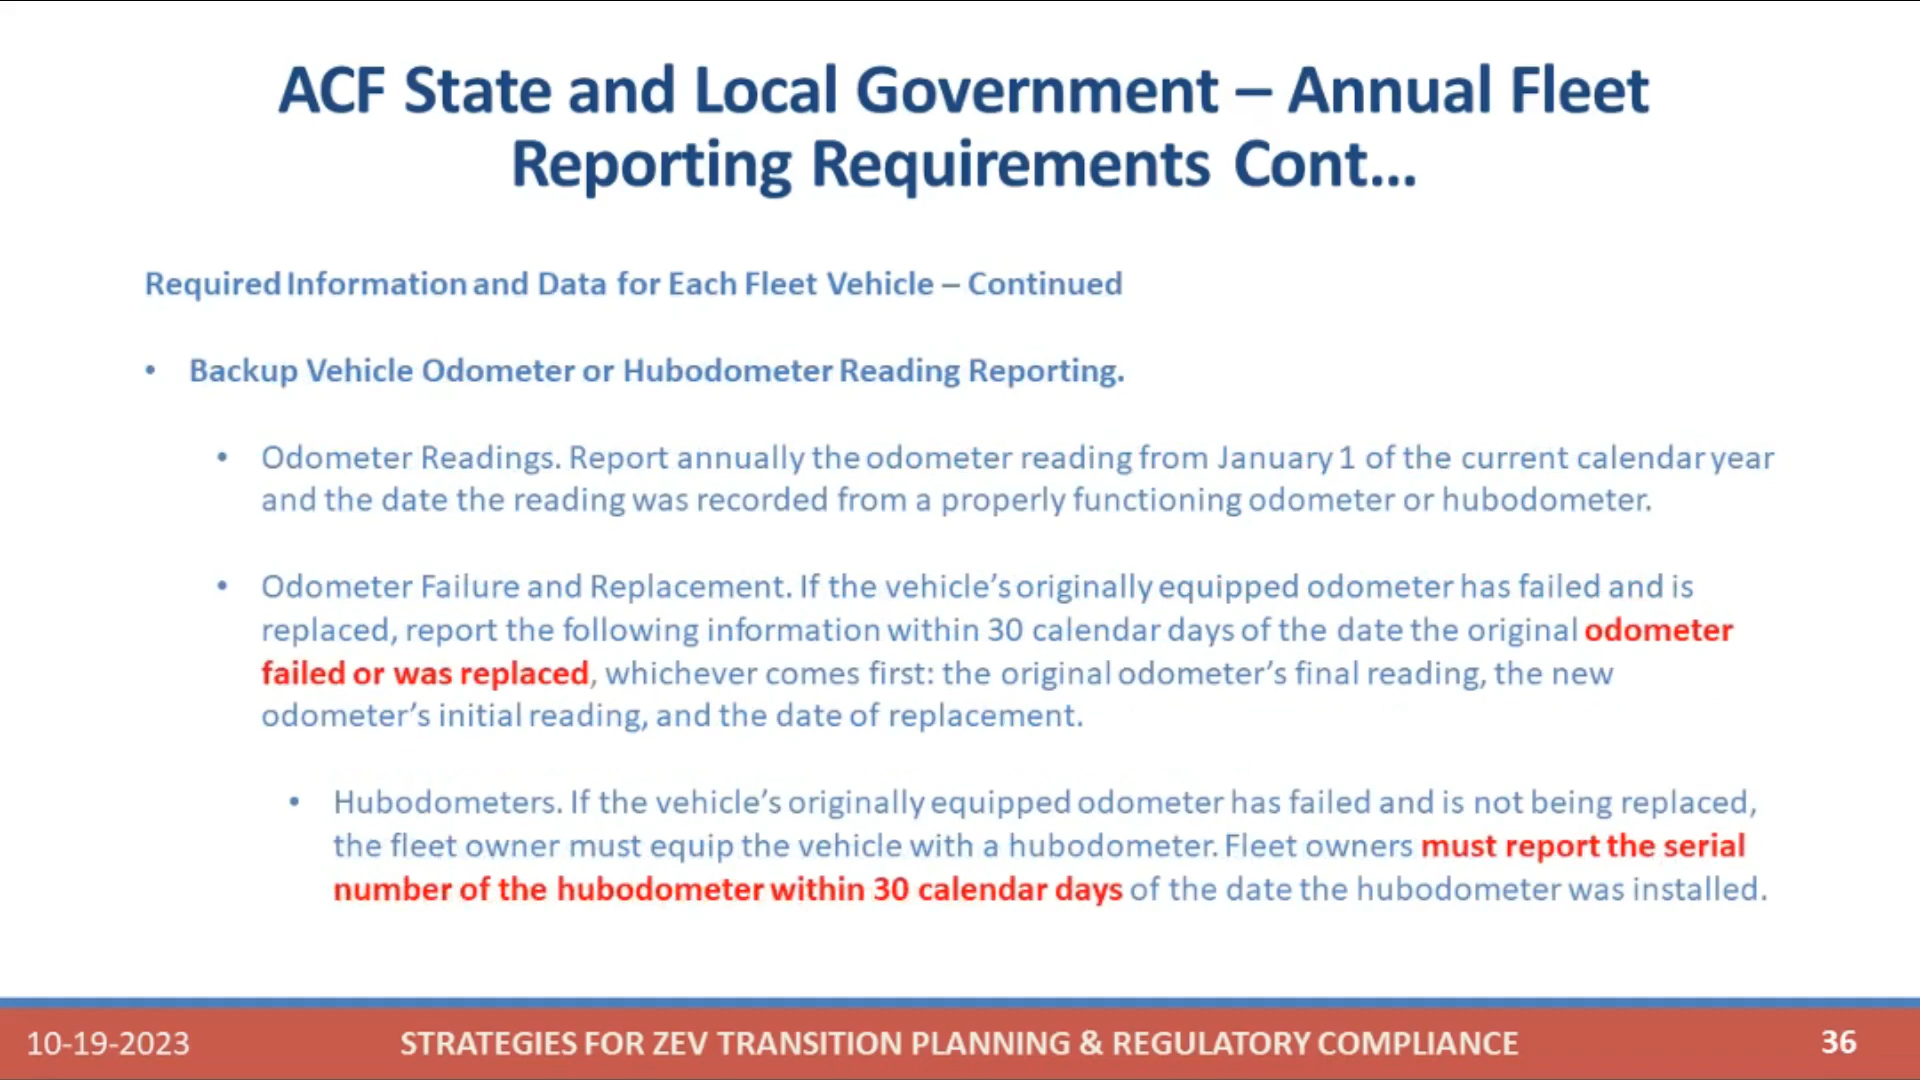 ACF State and Local Government – Annual Fleet
Reporting Requirements Cont...
Required Information and Data for Each Fleet Vehicle – Continued
• Backup Vehicle Odometer or Hubodometer Reading Reporting.
• Odometer Readings. Report annually the odometer reading from January 1 of the current calendar year
and the date the reading was recorded from a properly functioning odometer or hubodometer.
• Odometer Failure and Replacement. If the vehicle’s originally equipped odometer has failed and is
replaced, report the following information within 30 calendar days of the date the original odometer
failed or was replaced, whichever comes first: the original odometer’s final reading, the new
odometer’s initial reading, and the date of replacement.
• Hubodometers. If the vehicle’s originally equipped odometer has failed and is not being replaced,
the fleet owner must equip the vehicle with a hubodometer. Fleet owners must report the serial
number of the hubodometer within 30 calendar days of the date the hubodometer was installed.
10-19-2023 STRATEGIES FOR ZEV TRANSITION PLANNING & REGULATORY COMPLIANCE 36